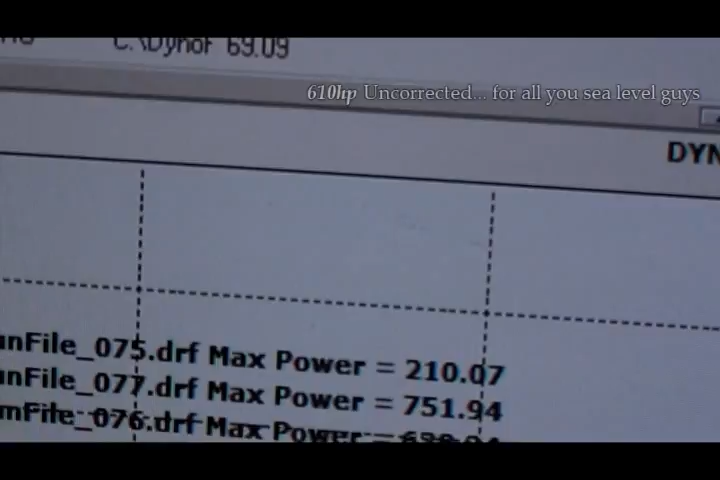 C:\Dynor 69.09
610hp Uncorrected... for all you sea level guys
DYN
unFile_075.drf Max Power = 210.07
unFile_077.drf Max Power = 751.94
mFile_076.drf Max Power =